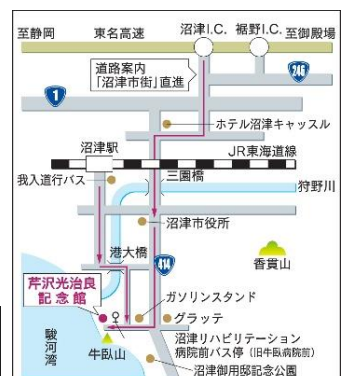 至静岡 東名高速 沼津I.C. 裾野I.C. 至御殿場
道路案内
「沼津市街」直進
246
1
ホテル沼津キャッスル
沼津駅
JR東海道線
我入道行バス
三園橋
狩野川
沼津市役所
港大橋
414
香貫山
芹沢光治良
記念館
ガソリンスタンド
グラッテ
駿河湾
牛臥山
沼津リハビリテーション
病院前バス停（旧牛臥病院前）
沼津御用邸記念公園